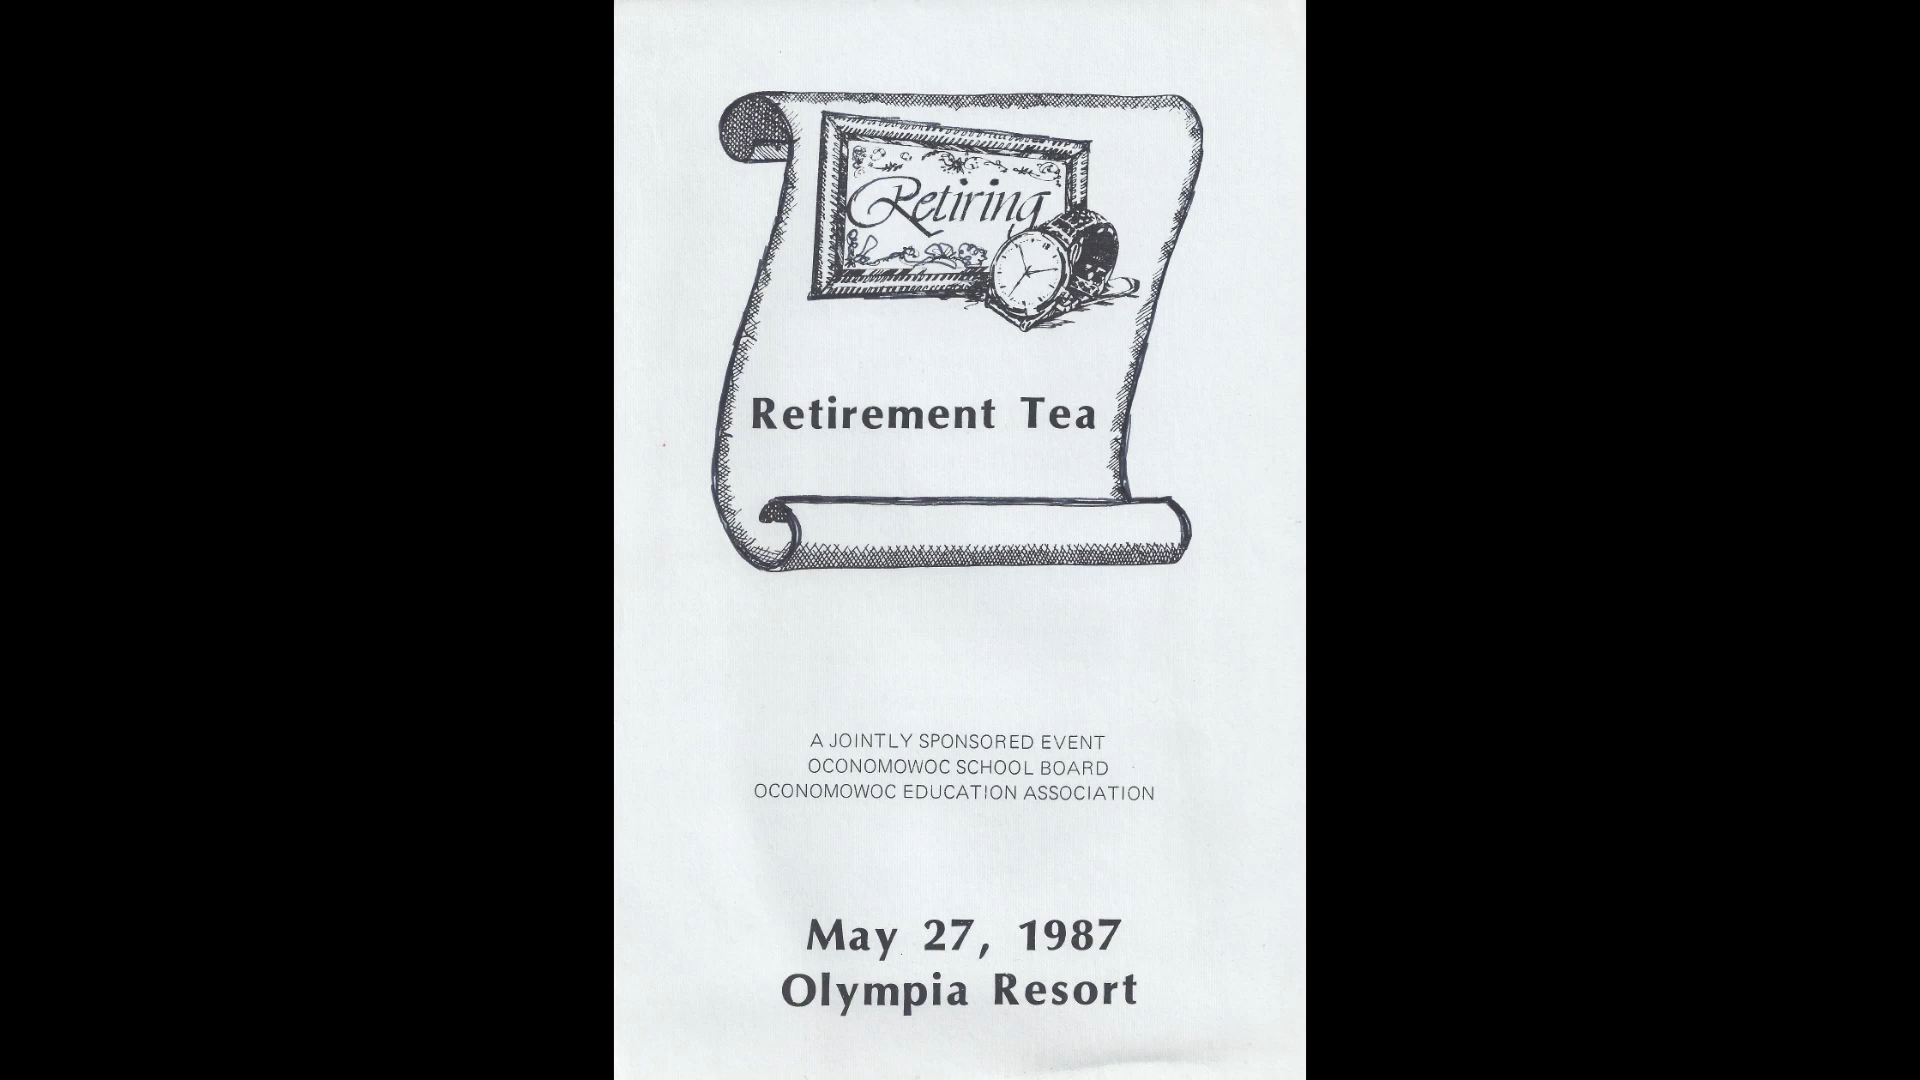 Retiring
Retirement Tea
A JOINTLY SPONSORED EVENT
OCONOMOWOC SCHOOL BOARD
OCONOMOWOC EDUCATION ASSOCIATION
May 27, 1987
Olympia Resort